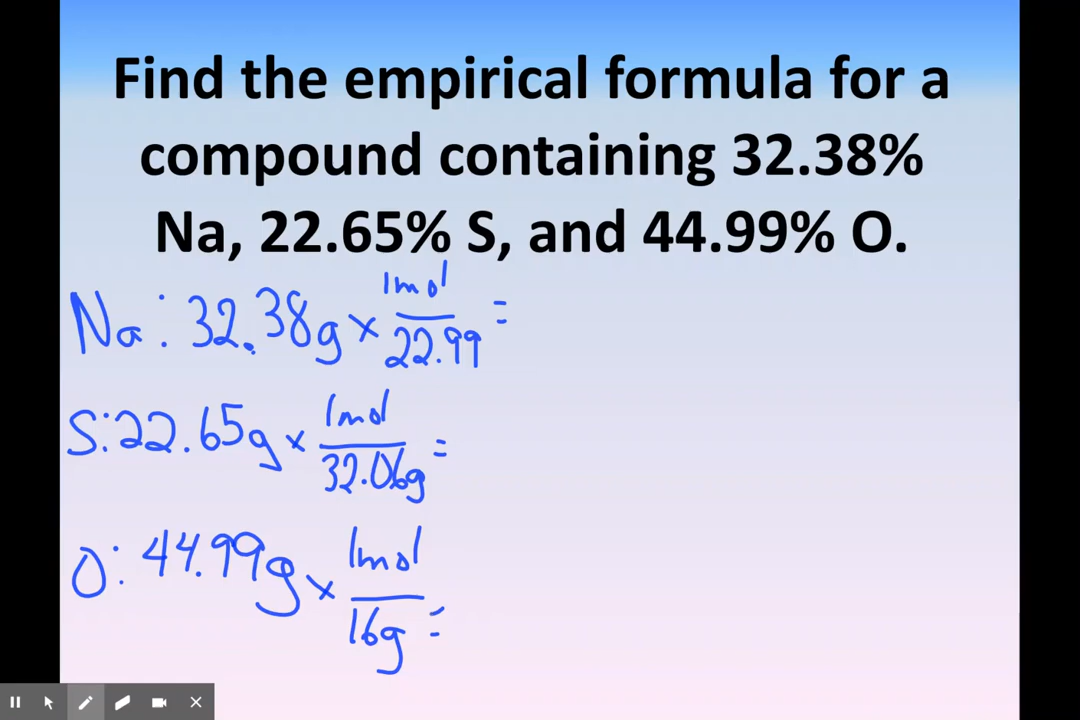 Find the empirical formula for a
compound containing 32.38%
Na, 22.65% S, and 44.99% O.
Na: 32.38g × 1mol/22.99 =
S: 22.65g × 1mol/32.06g =
O: 44.99g × 1mol/16g =